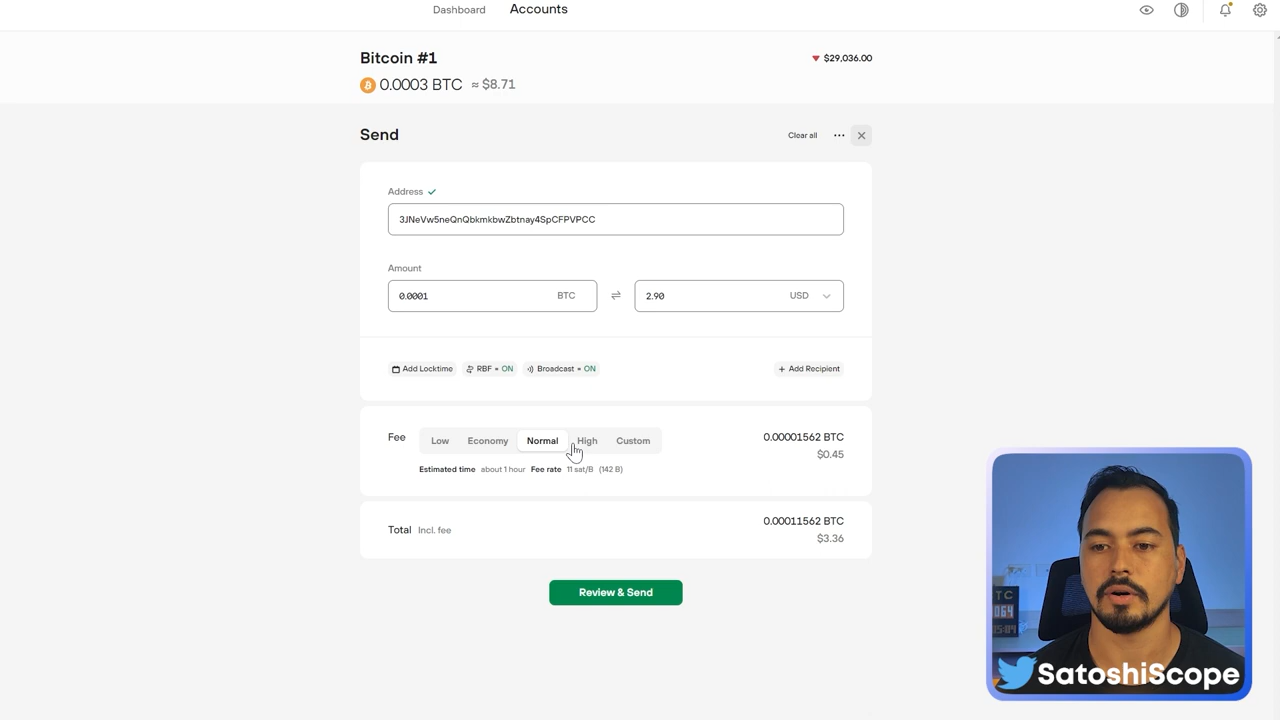 Dashboard Accounts
Bitcoin #1
$29,036.00
0.0003 BTC ≈ $8.71
Send
Clear all
Address
3JNeVw5neQnQbkmkbwZbtnay4SpCFPVPCC
Amount
0.0001 BTC
2.90 USD
Add Locktime RBF = ON Broadcast = ON
+ Add Recipient
Fee Low Economy Normal High Custom
0.00001562 BTC
$0.45
Estimated time about 1 hour Fee rate 11 sat/B (142 B)
Total Incl. fee
0.00011562 BTC
$3.36
Review & Send
SatoshiScope